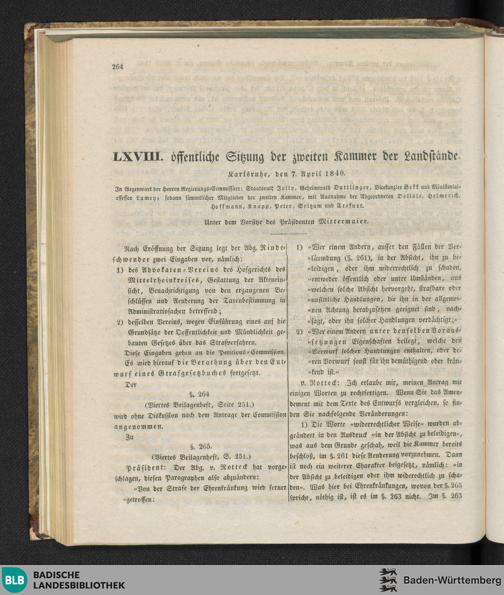 264
LXVIII. öffentliche Sitzung der zweiten Kammer der Landstände.
Karlsruhe, den 7. April 1840.
In Gegenwart der Herren Regierungs-Commissäre: Staatsrath Jolly, Geheimerath Duttlinger, Vicekanzler Bekk und Ministerial-
assessor Lamey; sodann sämmtlicher Mitglieder der zweiten Kammer, mit Ausnahme der Abgeordneten Helmerich,
Hoffmann, Knapp, Peter, Seltzam und Trefurt.
Unter dem Vorsitze des Präsidenten Mittermaier.
Nach Eröffnung der Sitzung legt der Abg. Rinde-
schwender zwei Eingaben vor, nämlich:
1) des Advokaten-Vereins des Hofgerichts des
Mittelrheinkreises, Gestattung der Aktenein-
sicht, Benachrichtigung von den ergangenen Be-
schlüssen und Aenderung der Taxenbestimmung in
Administrativsachen betreffend;
2) desselben Vereins, wegen Einführung eines auf die
Grundsätze der Oeffentlichkeit und Mündlichkeit ge-
bauten Gesetzes über das Strafverfahren.
Diese Eingaben gehen an die Petitions-Commission.
Es wird hierauf die Berathung über den Ent-
wurf eines Strafgesetzbuches fortgesetzt.
Der
§. 264
(Viertes Beilagenheft, Seite 251.)
wird ohne Diskussion nach dem Antrage der Commission
angenommen.
Zu
§. 265.
(Viertes Beilagenheft, S. 251.)
Präsident: Der Abg. v. Rotteck hat vorge-
schlagen, diesen Paragraphen also abzuändern:
»Von der Strafe der Ehrenkränkung wird ferner
»getroffen:
1) »Wer einem Andern, außer den Fällen der Ver-
»läumdung (§. 261), in der Absicht, ihn zu be-
»leidigen, oder ihm widerrechtlich zu schaden,
»entweder öffentlich oder unter Umständen, aus
»welchen solche Absicht hervorgeht, strafbare oder
»unsittliche Handlungen, die ihn in der allgemei-
»nen Achtung herabzusetzen geeignet sind, nach-
»sagt, oder ihn solcher Handlungen verdächtigt;«
2) »Wer einem Andern unter denselben Voraus-
»setzungen Eigenschaften beilegt, welche den
»Vorwurf solcher Handlungen enthalten, oder de-
»ren Vorwurf sonst für ihn demüthigend oder krän-
»kend ist.«
v. Rotteck: Ich erlaube mir, meinen Antrag mit
einigen Worten zu rechtfertigen. Wenn Sie das Amen-
dement mit dem Texte des Entwurfs vergleichen, so fin-
den Sie nachfolgende Veränderungen:
1) Die Worte »widerrechtlicher Weise« wurden ab-
geändert in den Ausdruck »in der Absicht zu beleidigen«,
was aus dem Grunde geschah, weil die Kammer bereits
beschloß, im §. 261 diese Aenderung vorzunehmen. Dann
ist noch ein weiterer Charakter beigesetzt, nämlich: »in
der Absicht zu beleidigen oder ihm widerrechtlich zu scha-
den«. Was hier bei Ehrenkränkungen, wovon der §. 265
spricht, nöthig ist, ist es im §. 263 nicht. Im §. 263
BLB
BADISCHE
LANDESBIBLIOTHEK
Baden-Württemberg